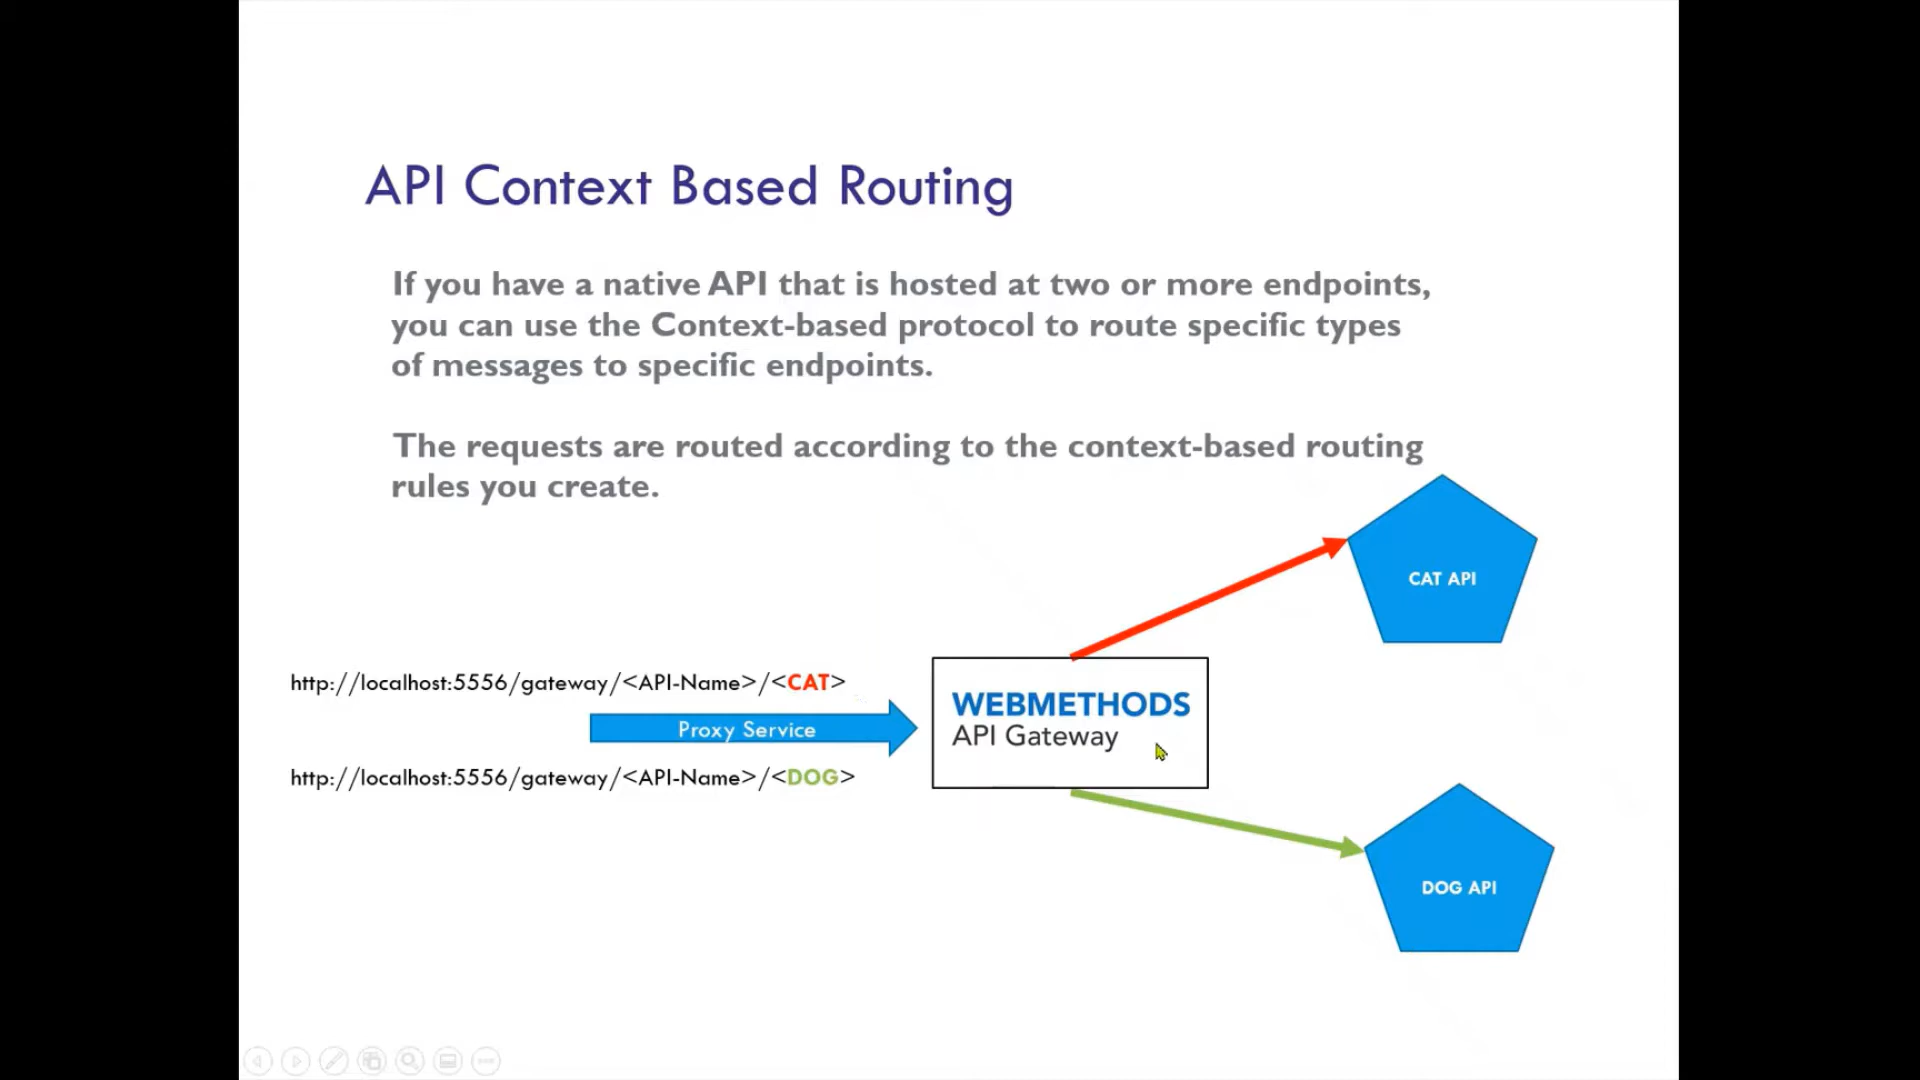 API Context Based Routing
If you have a native API that is hosted at two or more endpoints,
you can use the Context-based protocol to route specific types
of messages to specific endpoints.
The requests are routed according to the context-based routing
rules you create.
CAT API
http://localhost:5556/gateway/<API-Name>/<CAT>
Proxy Service
http://localhost:5556/gateway/<API-Name>/<DOG>
WEBMETHODS
API Gateway
DOG API